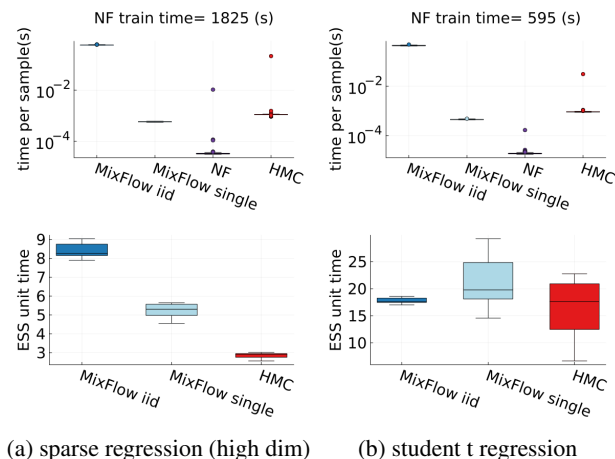 NF train time= 1825 (s)
time per sample(s)
10⁻²
10⁻⁴
MixFlow iid
MixFlow single
NF
HMC
NF train time= 595 (s)
time per sample(s)
10⁻²
10⁻⁴
MixFlow iid
MixFlow single
NF
HMC
ESS unit time
9
8
7
6
5
4
3
MixFlow iid
MixFlow single
HMC
ESS unit time
25
20
15
10
MixFlow iid
MixFlow single
HMC
(a) sparse regression (high dim)
(b) student t regression